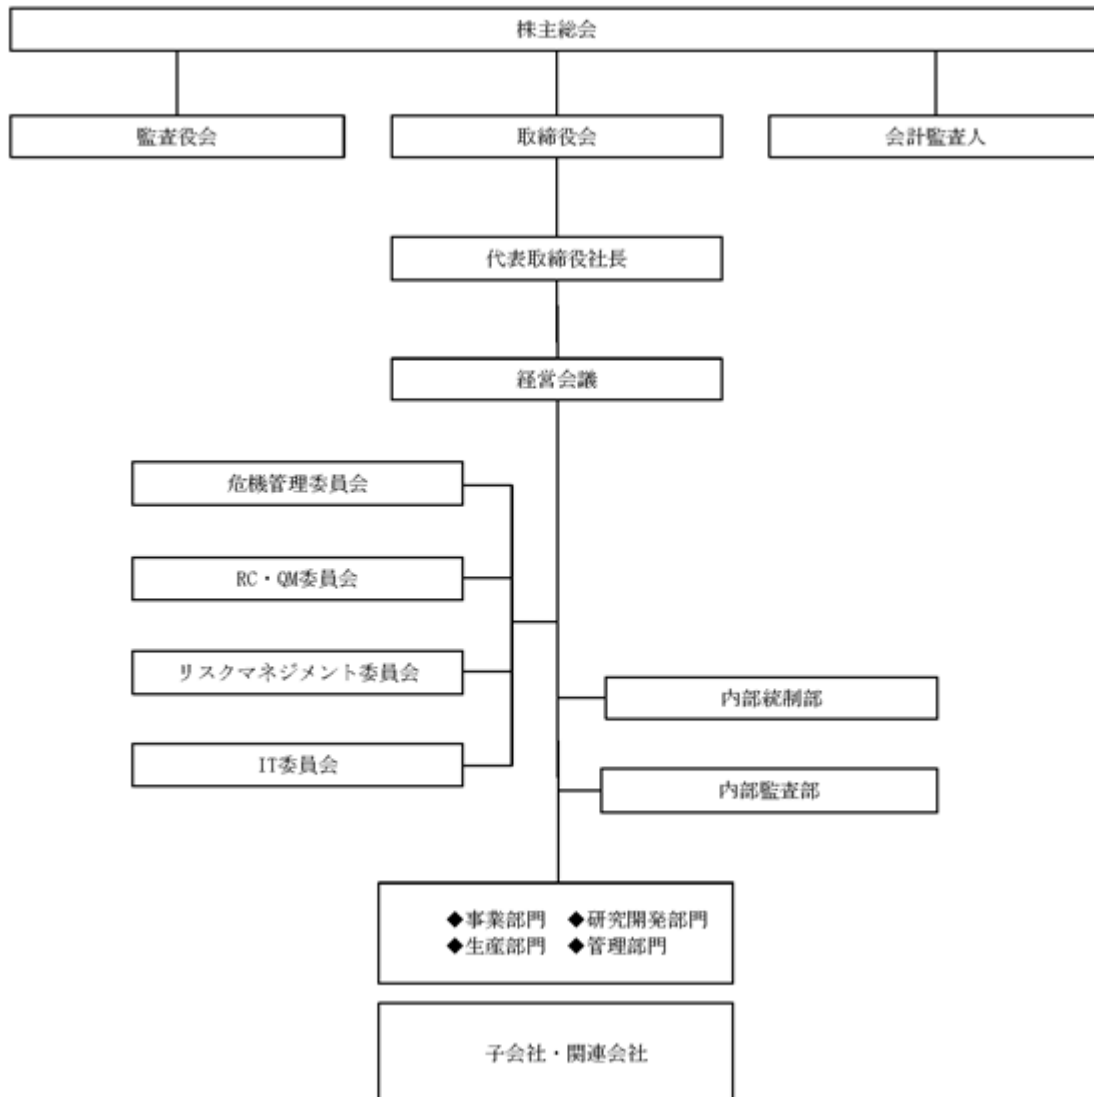 株主総会
監査役会
取締役会
会計監査人
代表取締役社長
経営会議
危機管理委員会
RC・QM委員会
リスクマネジメント委員会
IT委員会
内部統制部
内部監査部
◆事業部門 ◆研究開発部門
◆生産部門 ◆管理部門
子会社・関連会社